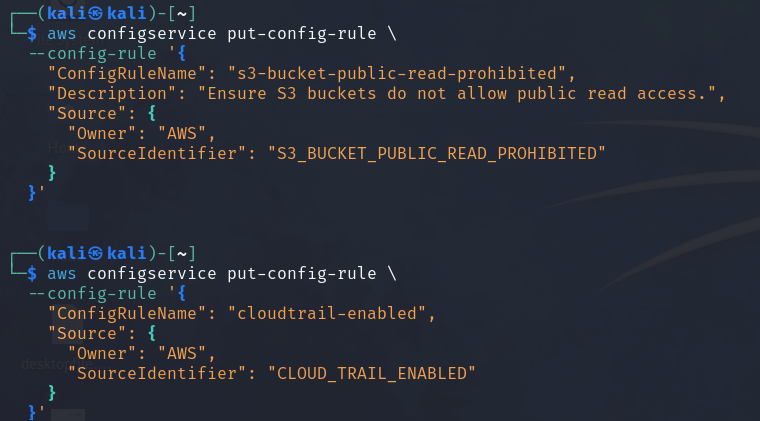 ┌──(kali㉿kali)-[~]
└─$ aws configservice put-config-rule \
  --config-rule '{
    "ConfigRuleName": "s3-bucket-public-read-prohibited",
    "Description": "Ensure S3 buckets do not allow public read access.",
    "Source": {
      "Owner": "AWS",
      "SourceIdentifier": "S3_BUCKET_PUBLIC_READ_PROHIBITED"
    }
  }'
┌──(kali㉿kali)-[~]
└─$ aws configservice put-config-rule \
  --config-rule '{
    "ConfigRuleName": "cloudtrail-enabled",
    "Source": {
      "Owner": "AWS",
      "SourceIdentifier": "CLOUD_TRAIL_ENABLED"
    }
  }'